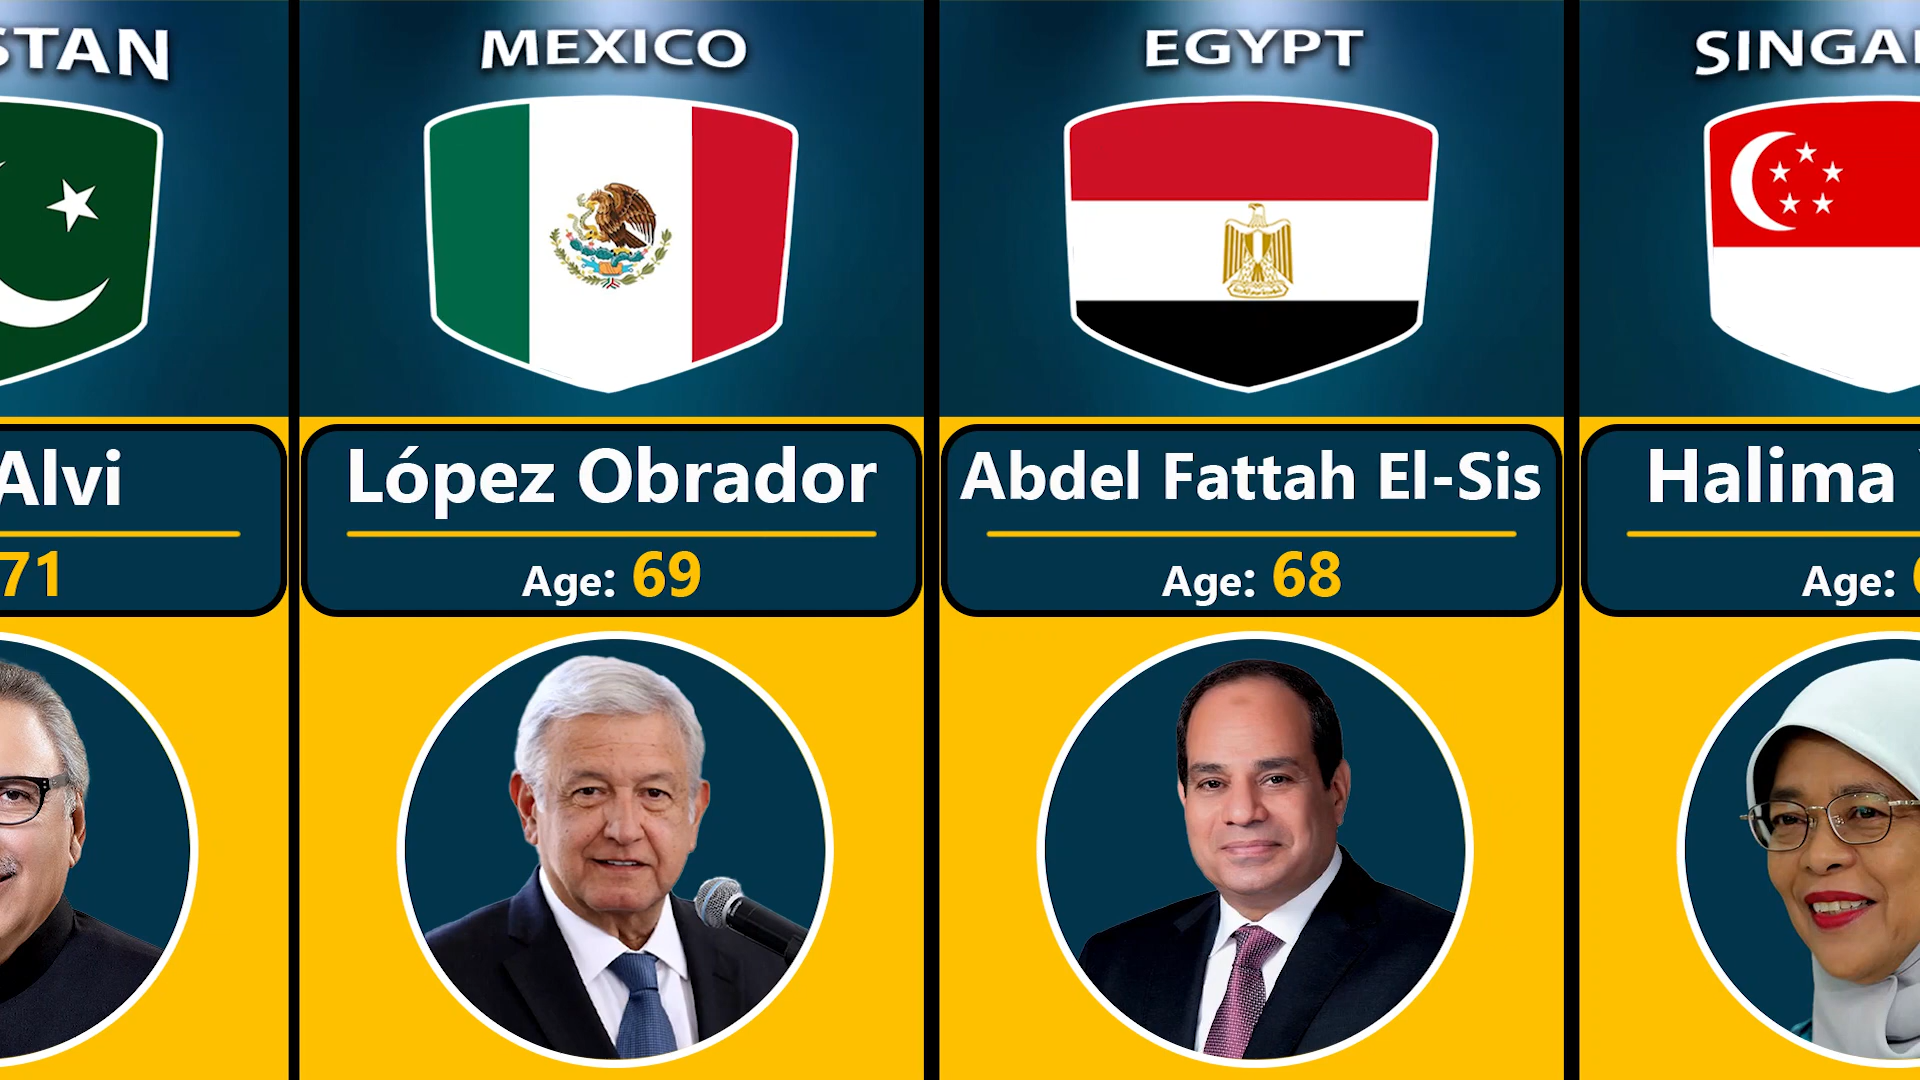 STAN
MEXICO
EGYPT
SINGA
Alvi
71
López Obrador
Age: 69
Abdel Fattah El-Sis
Age: 68
Halima
Age: